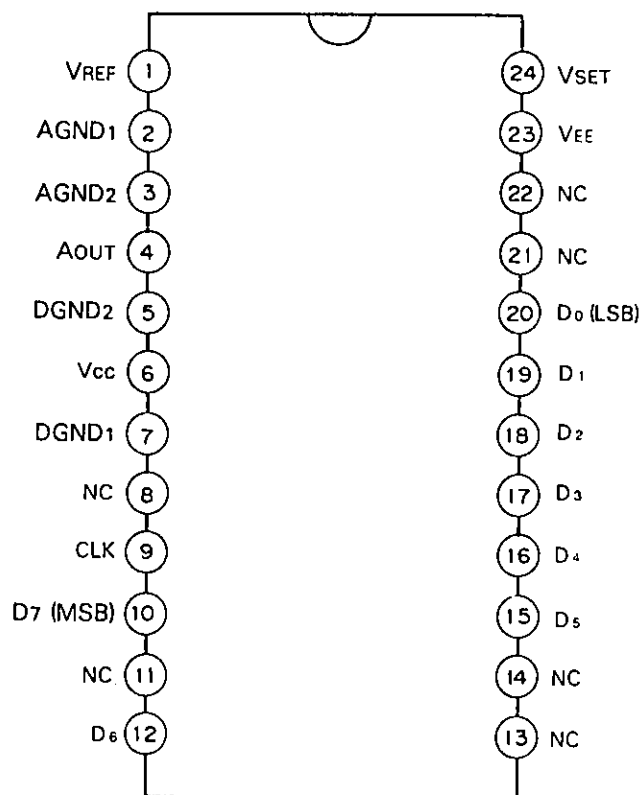 VREF 1 24 VSET
AGND1 2 23 VEE
AGND2 3 22 NC
AOUT 4 21 NC
DGND2 5 20 D0 (LSB)
Vcc 6 19 D1
DGND1 7 18 D2
NC 8 17 D3
CLK 9 16 D4
D7 (MSB) 10 15 D5
NC 11 14 NC
D6 12 13 NC